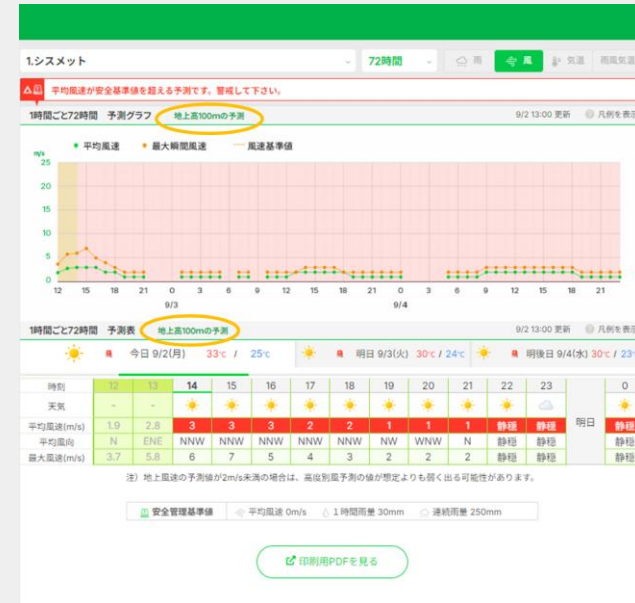 1.シスメット 72時間 雨 風 気温 雨風気温
平均風速が安全基準値を超える予測です。警戒して下さい。
1時間ごと72時間 予測グラフ 地上高100mの予測 9/2 13:00 更新 凡例を表示
m/s 平均風速 最大瞬間風速 風速基準値
25
20
15
10
5
0
12 15 18 21 0 3 6 9 12 15 18 21 0 3 6 9 12 15 18 21
9/3 9/4
1時間ごと72時間 予測表 地上高100mの予測 9/2 13:00 更新 凡例を表示
今日 9/2(月) 33℃ / 25℃ 明日 9/3(火) 30℃ / 24℃ 明後日 9/4(水) 30℃ / 23℃
時刻 12 13 14 15 16 17 18 19 20 21 22 23 0
天気 - -
平均風速(m/s) 1.9 2.8 3 3 3 2 2 1 1 1 静穏 静穏 明日 静穏
平均風向 N ENE NNW NNW NNW NNW NNW NW WNW N 静穏 静穏 静穏
最大風速(m/s) 3.7 5.8 6 7 5 4 3 2 2 2 静穏 静穏 静穏
注）地上風速の予測値が2m/s未満の場合は、高度別風予測の値が想定よりも弱く出る可能性があります。
安全管理基準値 平均風速 0m/s 1時間雨量 30mm 連続雨量 250mm
印刷用PDFを見る